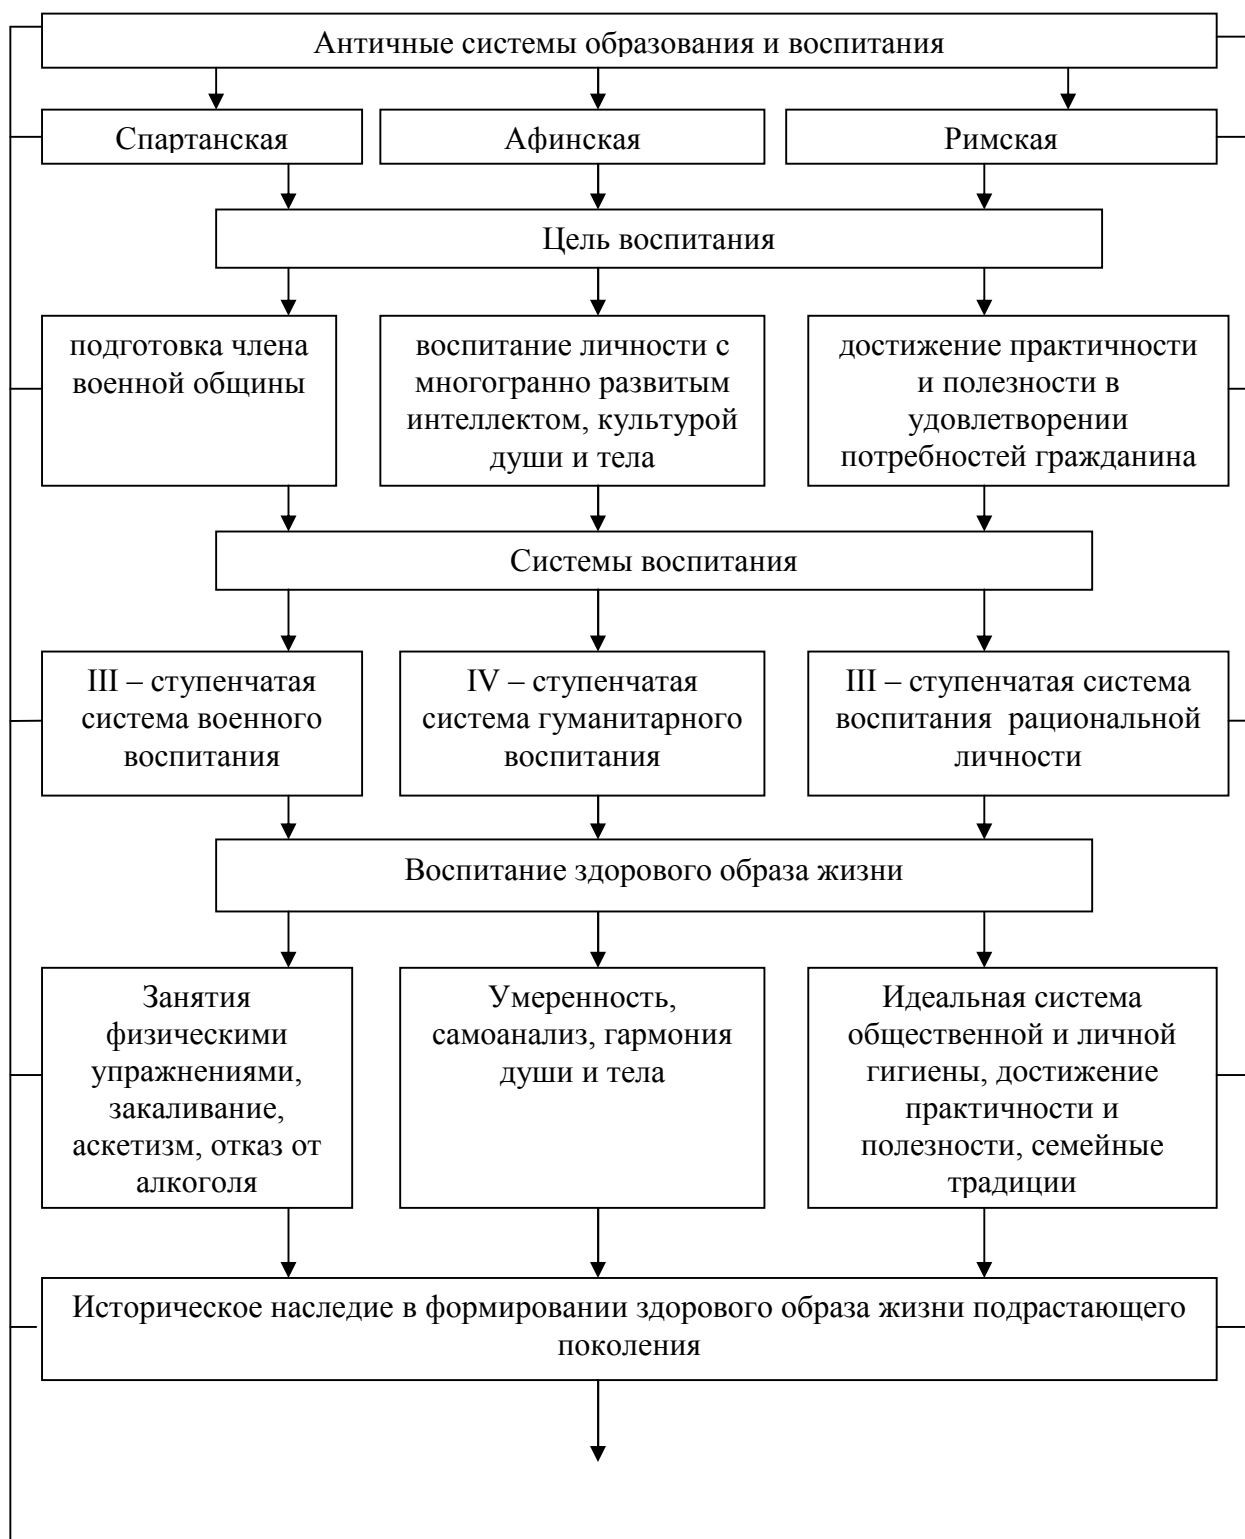 Античные системы образования и воспитания
Спартанская
Афинская
Римская
Цель воспитания
подготовка члена
военной общины
воспитание личности с
многогранно развитым
интеллектом, культурой
души и тела
достижение практичности
и полезности в
удовлетворении
потребностей гражданина
Системы воспитания
III – ступенчатая
система военного
воспитания
IV – ступенчатая
система гуманитарного
воспитания
III – ступенчатая система
воспитания рациональной
личности
Воспитание здорового образа жизни
Занятия
физическими
упражнениями,
закаливание,
аскетизм, отказ от
алкоголя
Умеренность,
самоанализ, гармония
души и тела
Идеальная система
общественной и личной
гигиены, достижение
практичности и
полезности, семейные
традиции
Историческое наследие в формировании здорового образа жизни подрастающего
поколения